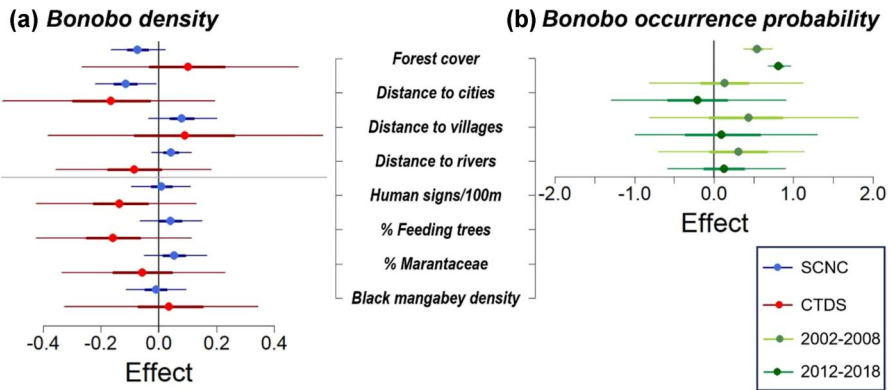 (a) Bonobo density
(b) Bonobo occurrence probability
Forest cover
Distance to cities
Distance to villages
Distance to rivers
Human signs/100m
% Feeding trees
% Marantaceae
Black mangabey density
-0.4 -0.2 0.0 0.2 0.4
Effect
-2.0 -1.0 0.0 1.0 2.0
Effect
SCNC
CTDS
2002-2008
2012-2018